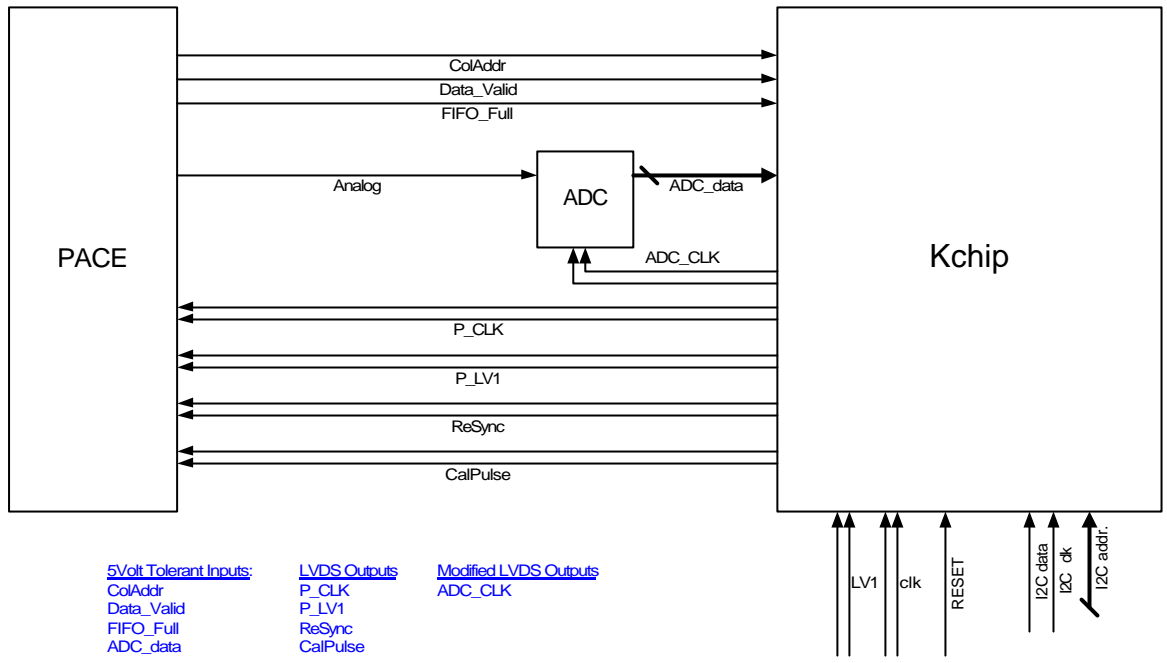 ColAddr
Data_Valid
FIFO_Full
Analog
ADC
ADC_data
PACE
Kchip
ADC_CLK
P_CLK
P_LV1
ReSync
CalPulse
LV1
clk
RESET
I2C data
I2C clk
I2C addr.
5Volt Tolerant Inputs:
ColAddr
Data_Valid
FIFO_Full
ADC_data
LVDS Outputs
P_CLK
P_LV1
ReSync
CalPulse
Modified LVDS Outputs
ADC_CLK